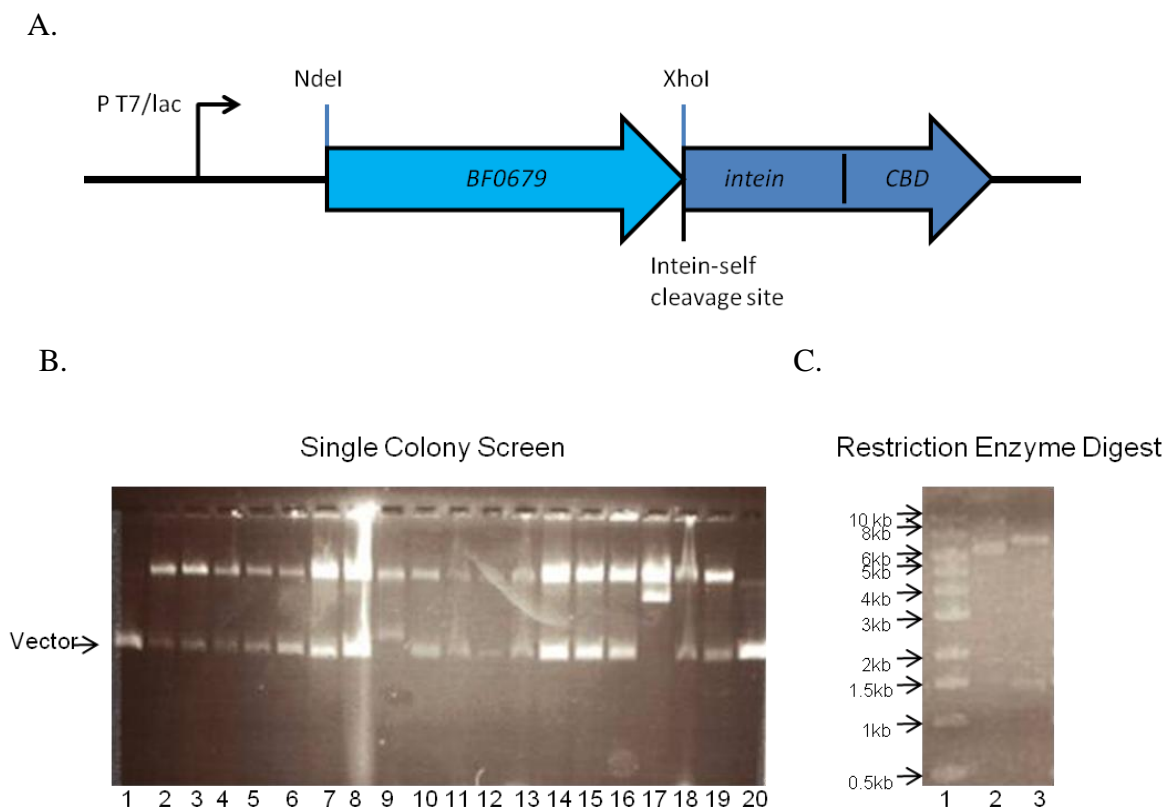 A.
NdeI
XhoI
P T7/lac
BF0679
intein
CBD
Intein-self
cleavage site
B.
C.
Single Colony Screen
Restriction Enzyme Digest
Vector
1 2 3 4 5 6 7 8 9 10 11 12 13 14 15 16 17 18 19 20
10 kb
8kb
6kb
5kb
4kb
3kb
2kb
1.5kb
1kb
0.5kb
1 2 3